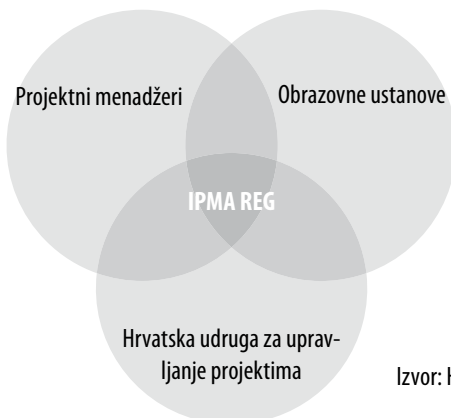 Projektni menadžeri
Obrazovne ustanove
IPMA REG
Hrvatska udruga za uprav-
ljanje projektima
Izvor: H